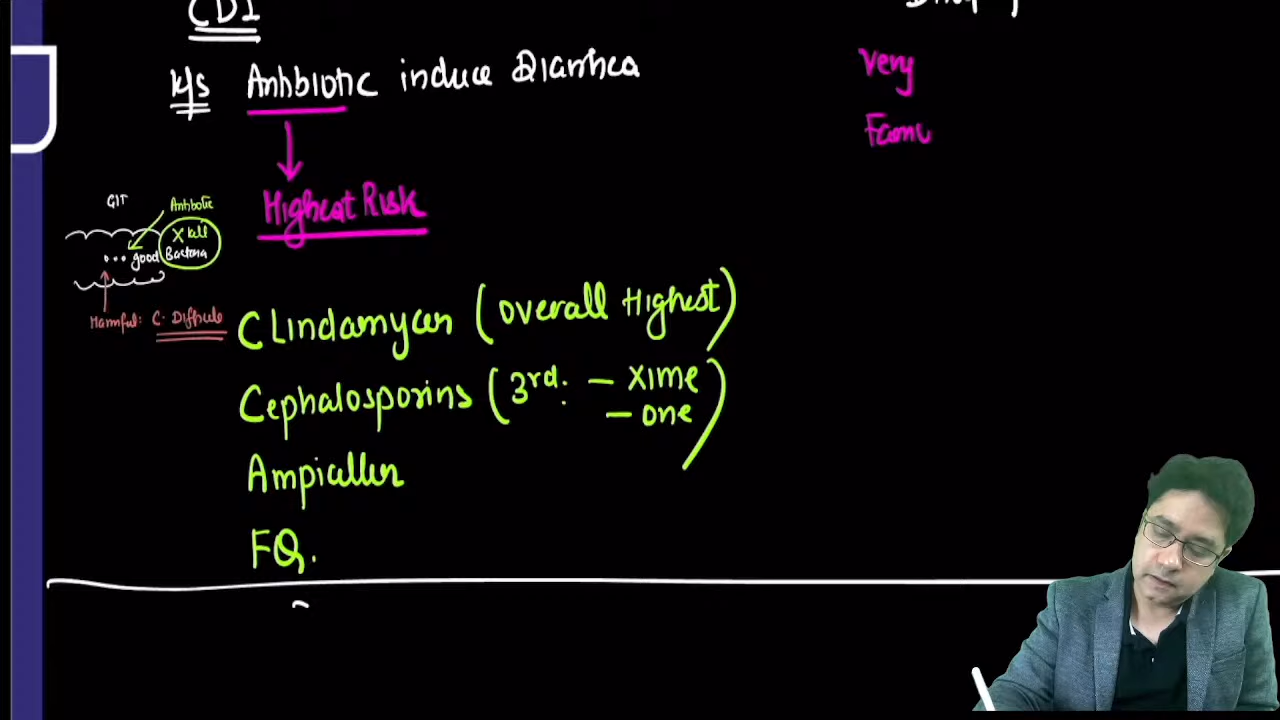 CDI
K/s Antibiotic induce Diarrhea
Very
Famu
Highest Risk
GIT
Antibiotic
X kill
good Bacteria
Harmful: C. Difficile
CLindamycin (overall Highest)
Cephalosporins (3rd: - xime
- one
Ampicillin
FQ.